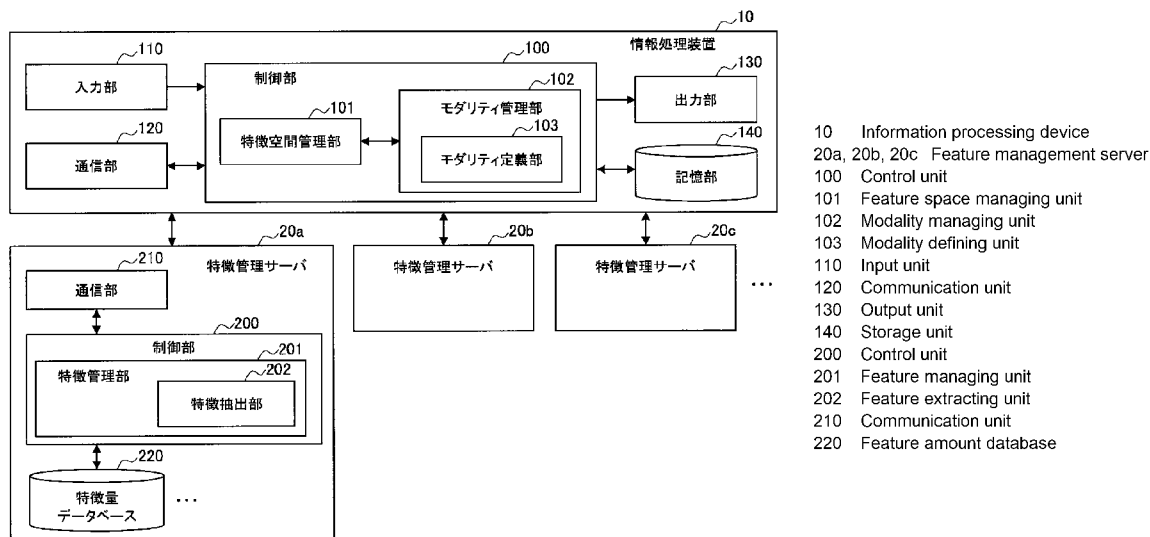 10
情報処理装置
110
入力部
120
通信部
100
制御部
101
特徴空間管理部
102
モダリティ管理部
103
モダリティ定義部
130
出力部
140
記憶部
20a
特徴管理サーバ
210
通信部
200
制御部
201
特徴管理部
202
特徴抽出部
220
特徴量
データベース
…
20b
特徴管理サーバ
20c
特徴管理サーバ
…
10 Information processing device
20a, 20b, 20c Feature management server
100 Control unit
101 Feature space managing unit
102 Modality managing unit
103 Modality defining unit
110 Input unit
120 Communication unit
130 Output unit
140 Storage unit
200 Control unit
201 Feature managing unit
202 Feature extracting unit
210 Communication unit
220 Feature amount database